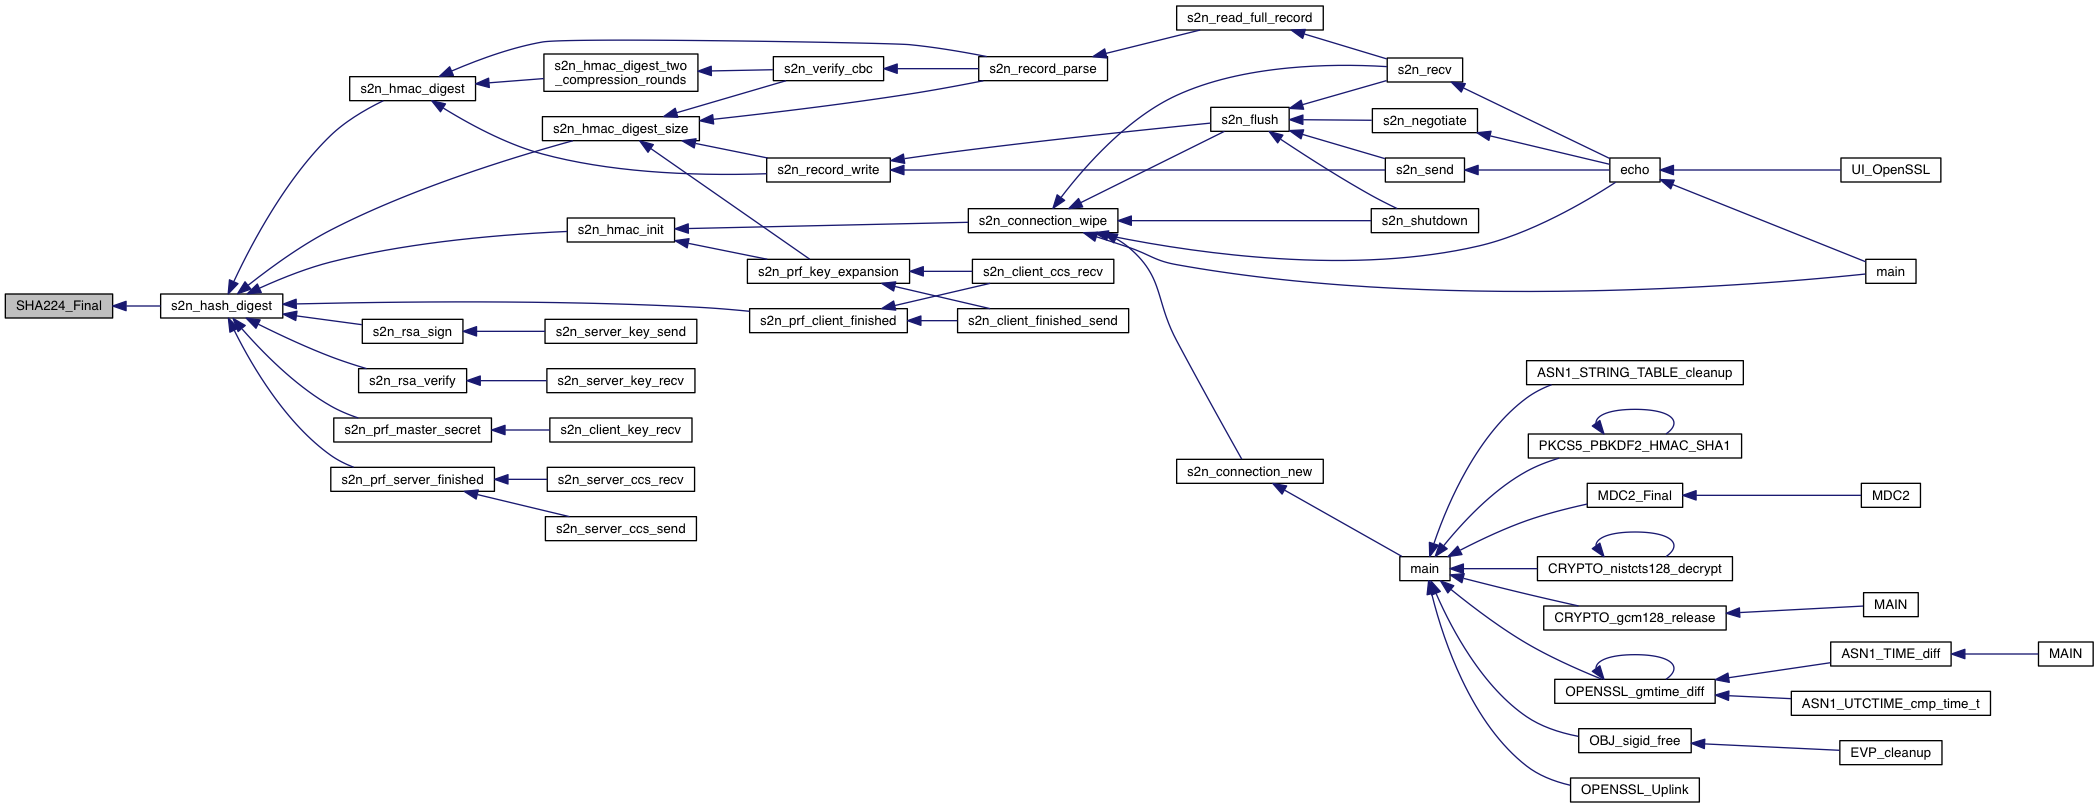 SHA224_Final
s2n_hash_digest
s2n_hmac_digest
s2n_hmac_digest_two
_compression_rounds
s2n_verify_cbc
s2n_record_parse
s2n_read_full_record
s2n_recv
s2n_hmac_digest_size
s2n_flush
s2n_negotiate
s2n_record_write
s2n_send
echo
UI_OpenSSL
s2n_hmac_init
s2n_connection_wipe
s2n_shutdown
s2n_prf_key_expansion
s2n_client_ccs_recv
main
s2n_prf_client_finished
s2n_client_finished_send
s2n_rsa_sign
s2n_server_key_send
s2n_rsa_verify
s2n_server_key_recv
s2n_prf_master_secret
s2n_client_key_recv
s2n_prf_server_finished
s2n_server_ccs_recv
s2n_server_ccs_send
s2n_connection_new
main
ASN1_STRING_TABLE_cleanup
PKCS5_PBKDF2_HMAC_SHA1
MDC2_Final
MDC2
CRYPTO_nistcts128_decrypt
CRYPTO_gcm128_release
MAIN
OPENSSL_gmtime_diff
ASN1_TIME_diff
MAIN
ASN1_UTCTIME_cmp_time_t
OBJ_sigid_free
EVP_cleanup
OPENSSL_Uplink